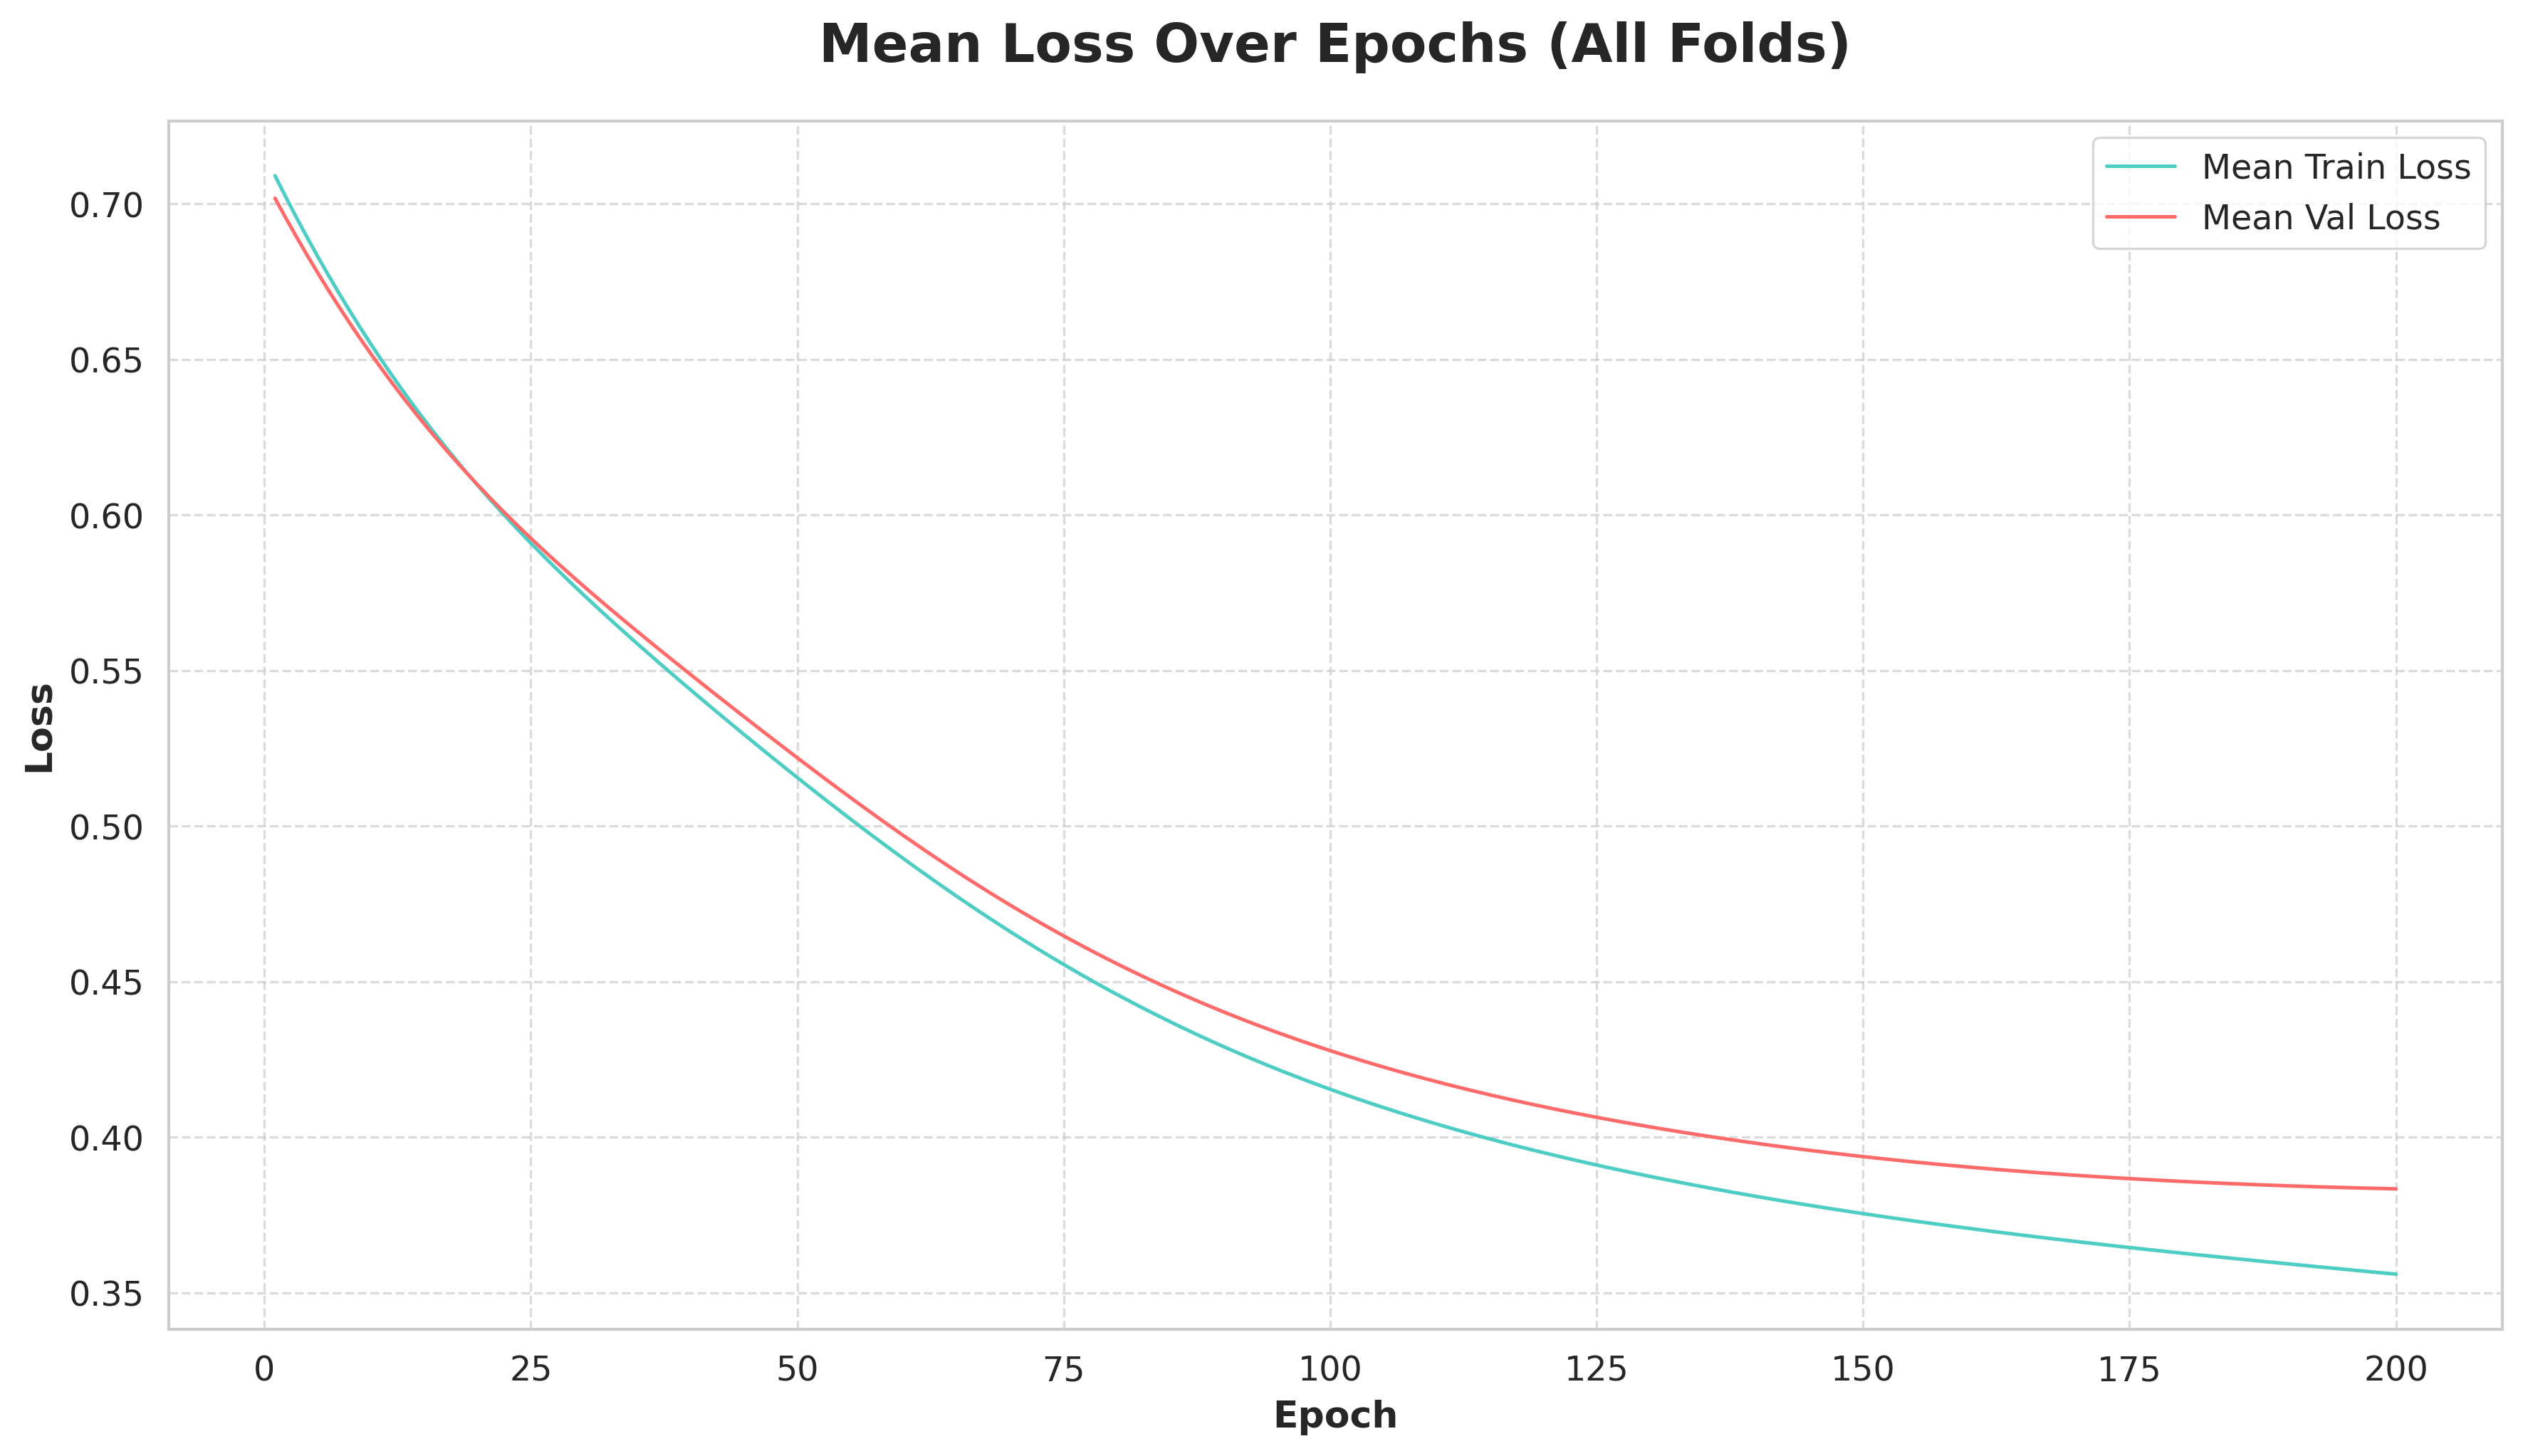 Mean Loss Over Epochs (All Folds)
Mean Train Loss
Mean Val Loss
0.70
0.65
0.60
0.55
0.50
0.45
0.40
0.35
Loss
0 25 50 75 100 125 150 175 200
Epoch